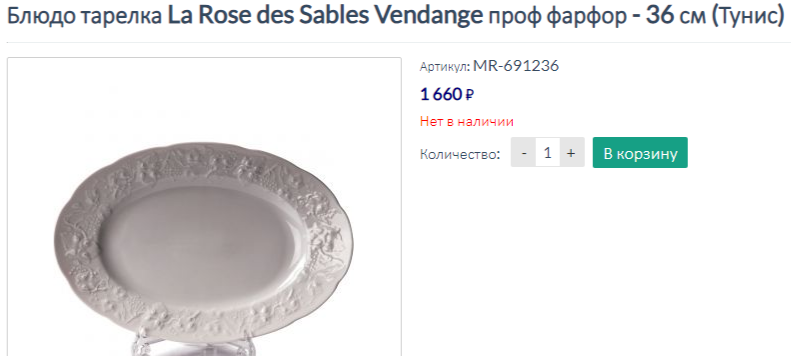 Блюдо тарелка La Rose des Sables Vendange проф фарфор - 36 см (Тунис)
Артикул: MR-691236
1 660 ₽
Нет в наличии
Количество: - 1 + В корзину